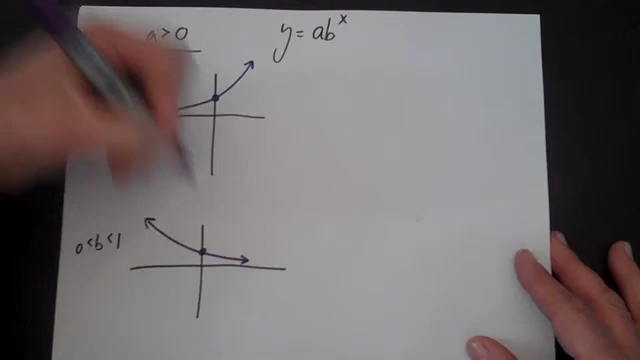 a > 0
y = ab^x
0 < b < 1